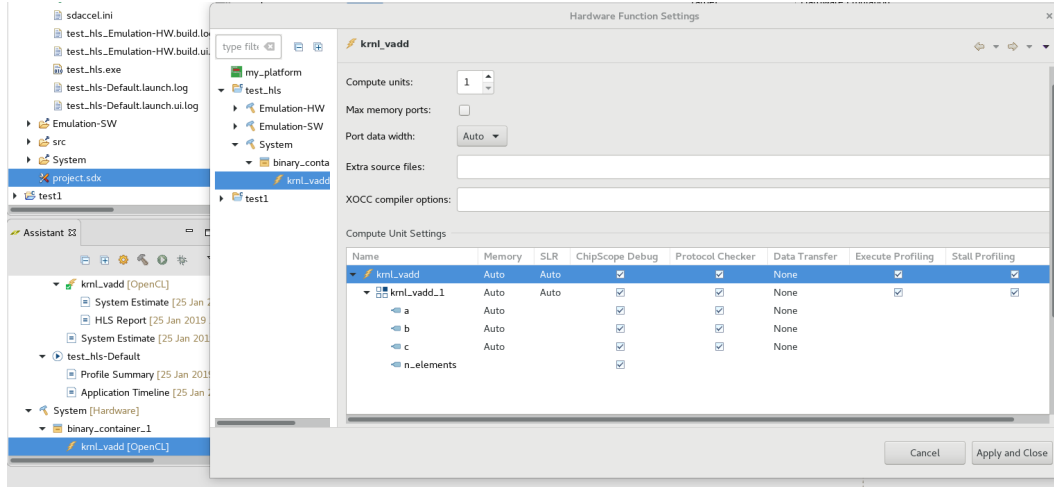 sdaccel.ini
test_hls_Emulation-HW.build.lo
test_hls_Emulation-HW.build.ui.
test_hls.exe
test_hls-Default.launch.log
test_hls-Default.launch.ui.log
Emulation-SW
src
System
project.sdx
test1
Assistant
krnl_vadd [OpenCL]
System Estimate [25 Jan 2
HLS Report [25 Jan 2019
System Estimate [25 Jan 201
test_hls-Default
Profile Summary [25 Jan 201
Application Timeline [25 Jan 2
System [Hardware]
binary_container_1
krnl_vadd [OpenCL]
Hardware Function Settings
type filte
my_platform
test_hls
Emulation-HW
Emulation-SW
System
binary_conta
krnl_vadd
test1
krnl_vadd
Compute units: 1
Max memory ports:
Port data width: Auto
Extra source files:
XOCC compiler options:
Compute Unit Settings
Name Memory SLR ChipScope Debug Protocol Checker Data Transfer Execute Profiling Stall Profiling
krnl_vadd Auto Auto None
krnl_vadd_1 Auto Auto None
a Auto None
b Auto None
c Auto None
n_elements
Cancel Apply and Close